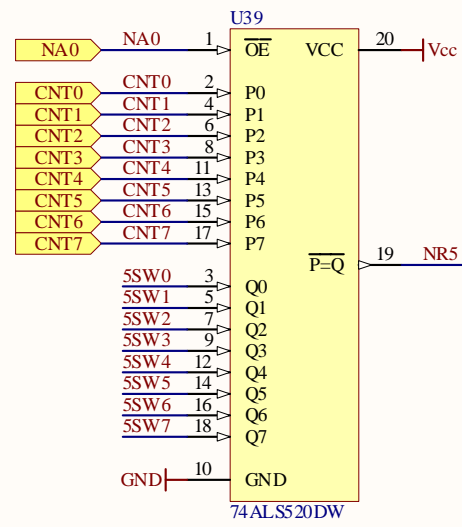 U39
NA0 NA0 1 OE VCC 20 Vcc
CNT0 CNT0 2 P0
CNT1 CNT1 4 P1
CNT2 CNT2 6 P2
CNT3 CNT3 8 P3
CNT4 CNT4 11 P4
CNT5 CNT5 13 P5
CNT6 CNT6 15 P6
CNT7 CNT7 17 P7
P=Q 19 NR5
5SW0 3 Q0
5SW1 5 Q1
5SW2 7 Q2
5SW3 9 Q3
5SW4 12 Q4
5SW5 14 Q5
5SW6 16 Q6
5SW7 18 Q7
GND 10 GND
74ALS520DW